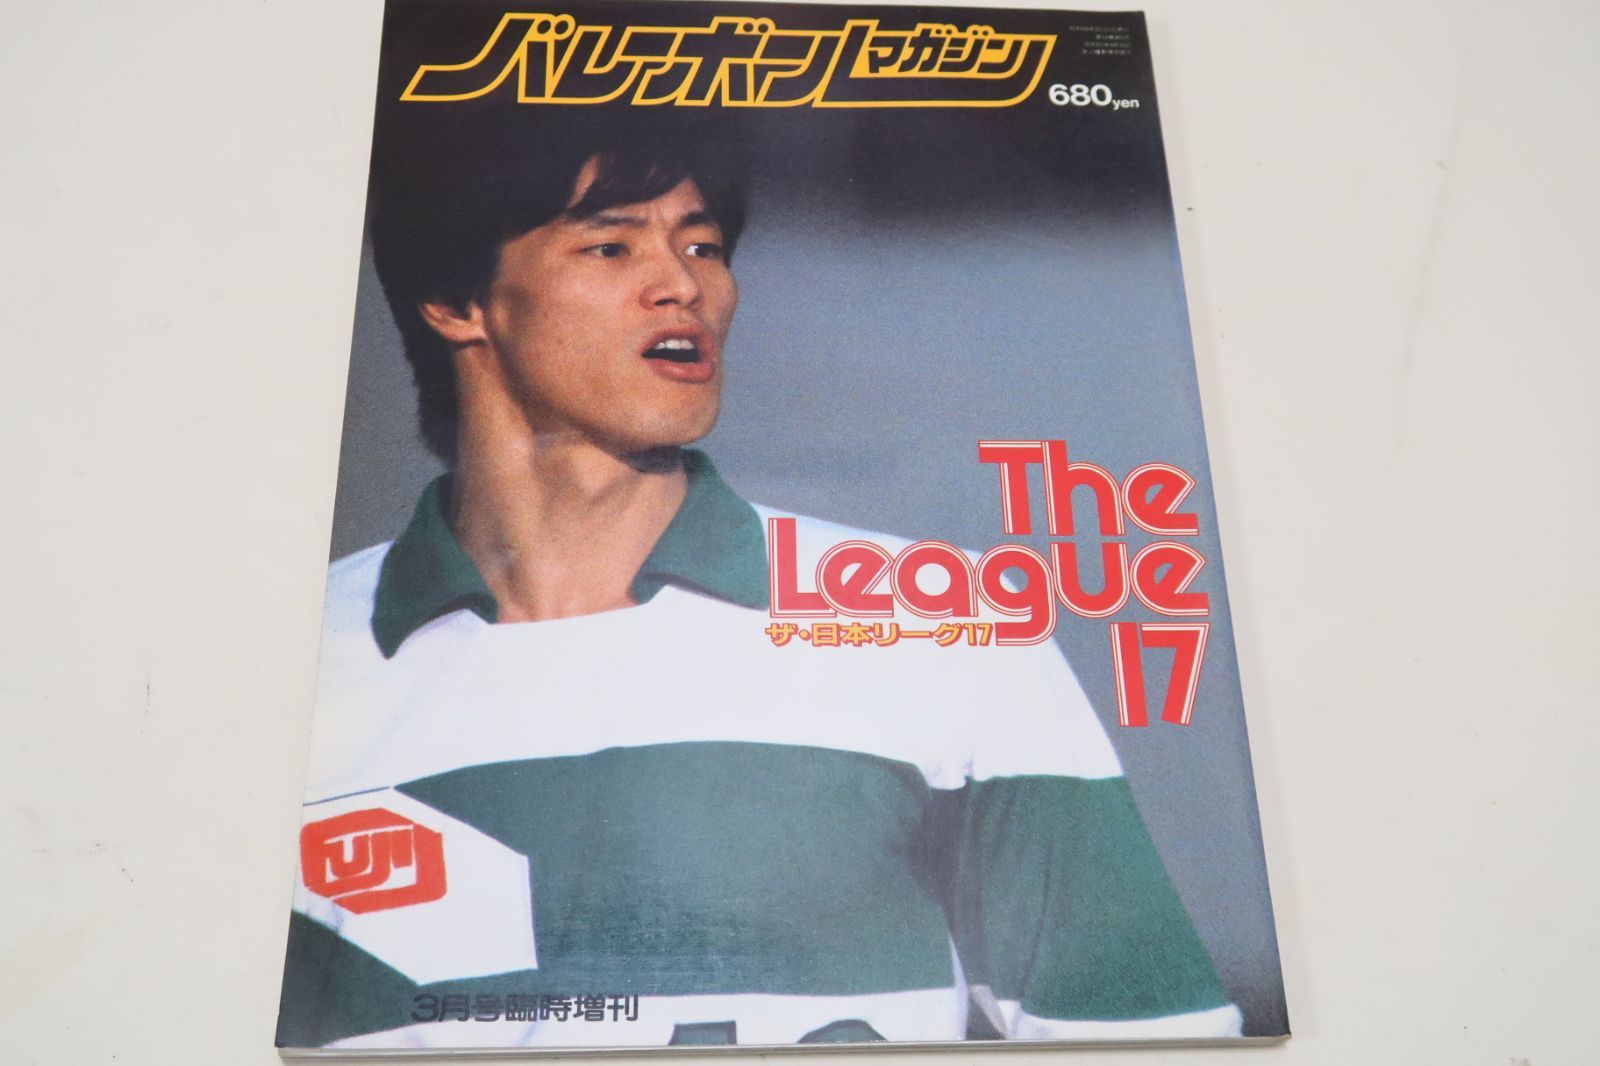 バレーボールマガジン
680yen
The
League
ザ・日本リーグ17
17
3月号臨時増刊